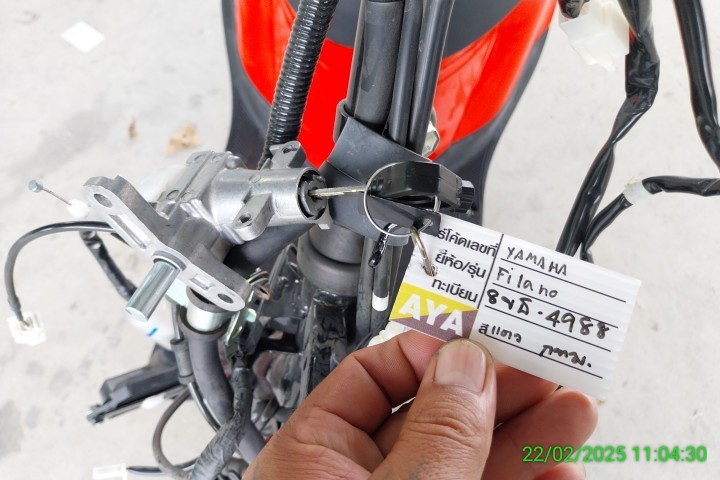 ร์โค้ดเลขที่
YAMAHA
ยี่ห้อ/รุ่น
Filano
ทะเบียน
8ขธ.4988
AYA
สีแดง กทม.
22/02/2025 11:04:30